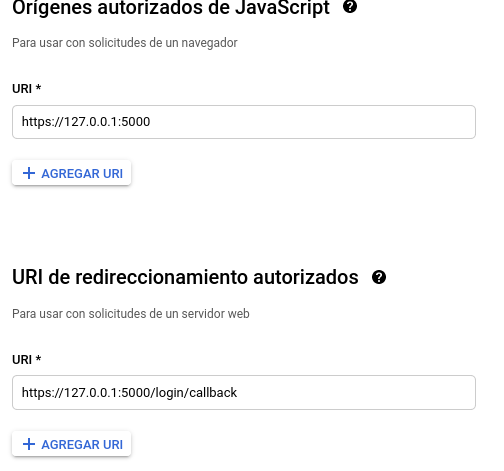 Orígenes autorizados de JavaScript ?
Para usar con solicitudes de un navegador
URI *
https://127.0.0.1:5000
+ AGREGAR URI
URI de redireccionamiento autorizados ?
Para usar con solicitudes de un servidor web
URI *
https://127.0.0.1:5000/login/callback
+ AGREGAR URI